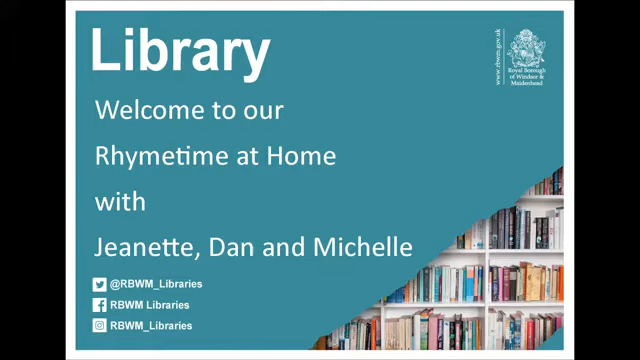 Library
www.rbwm.gov.uk
Royal Borough
of Windsor &
Maidenhead
Welcome to our
Rhymetime at Home
with
Jeanette, Dan and Michelle
@RBWM_Libraries
RBWM Libraries
RBWM_Libraries